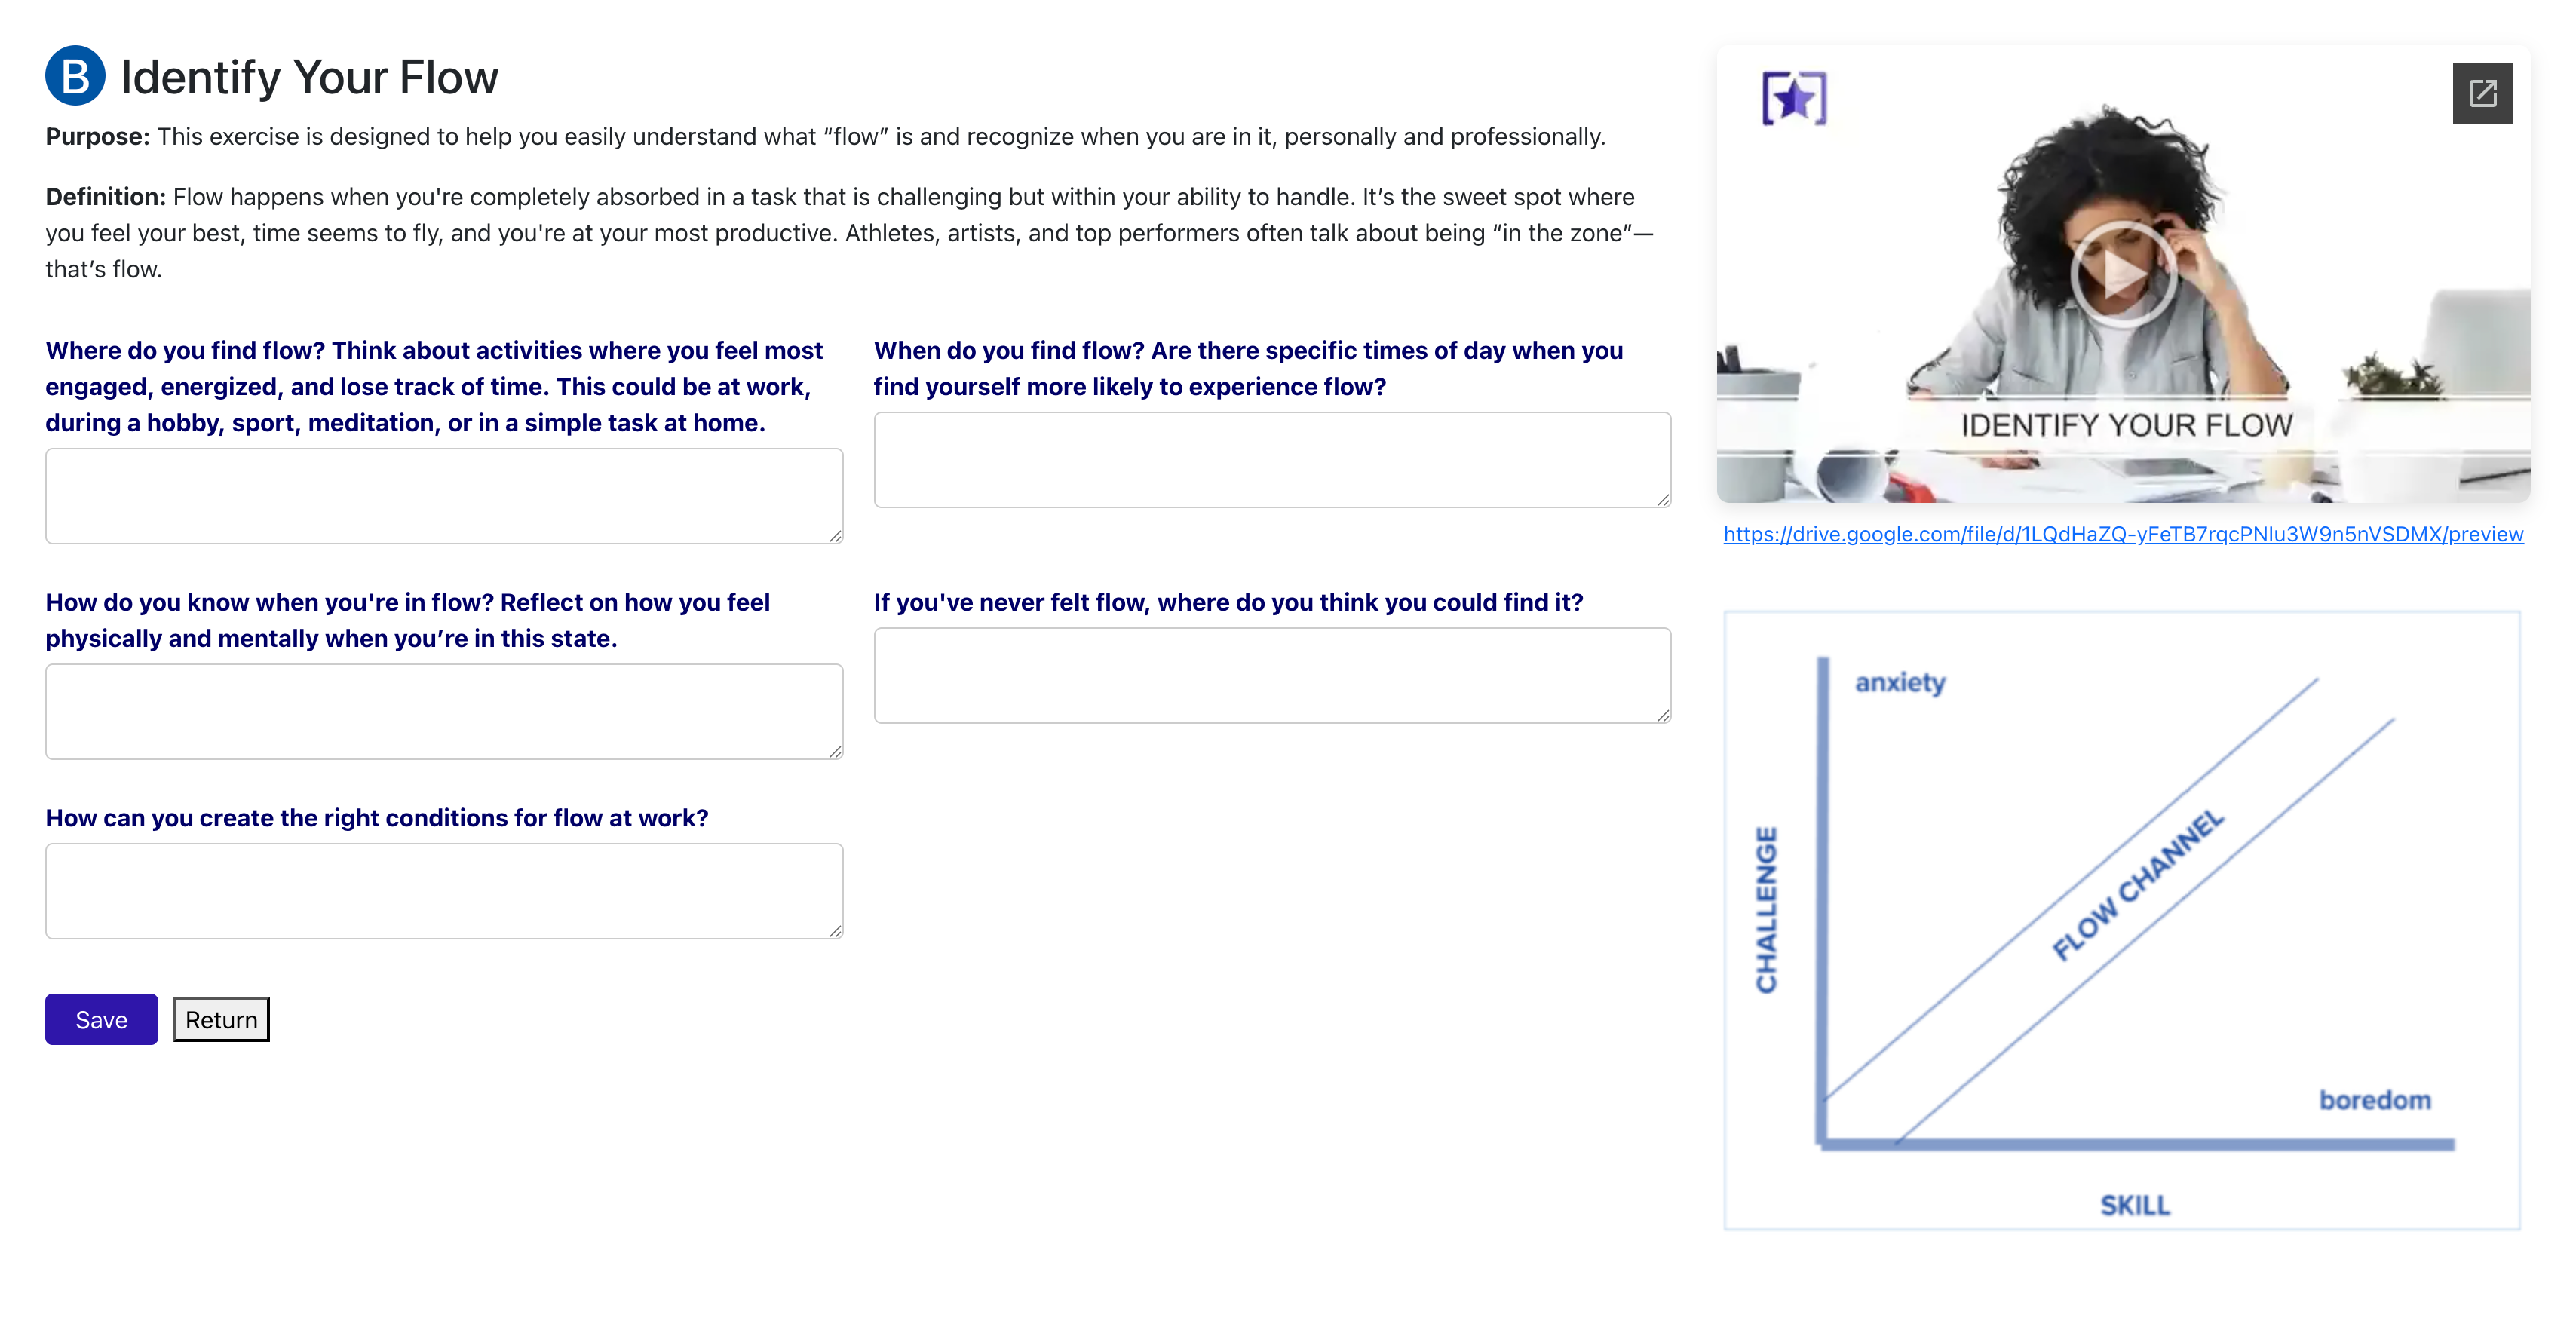 B Identify Your Flow
Purpose: This exercise is designed to help you easily understand what “flow” is and recognize when you are in it, personally and professionally.
Definition: Flow happens when you're completely absorbed in a task that is challenging but within your ability to handle. It’s the sweet spot where
you feel your best, time seems to fly, and you're at your most productive. Athletes, artists, and top performers often talk about being “in the zone”—
that’s flow.
Where do you find flow? Think about activities where you feel most
engaged, energized, and lose track of time. This could be at work,
during a hobby, sport, meditation, or in a simple task at home.
When do you find flow? Are there specific times of day when you
find yourself more likely to experience flow?
How do you know when you're in flow? Reflect on how you feel
physically and mentally when you’re in this state.
If you've never felt flow, where do you think you could find it?
How can you create the right conditions for flow at work?
Save
Return
IDENTIFY YOUR FLOW
https://drive.google.com/file/d/1LQdHaZQ-yFeTB7rqcPNIu3W9n5nVSDMX/preview
anxiety
CHALLENGE
FLOW CHANNEL
boredom
SKILL